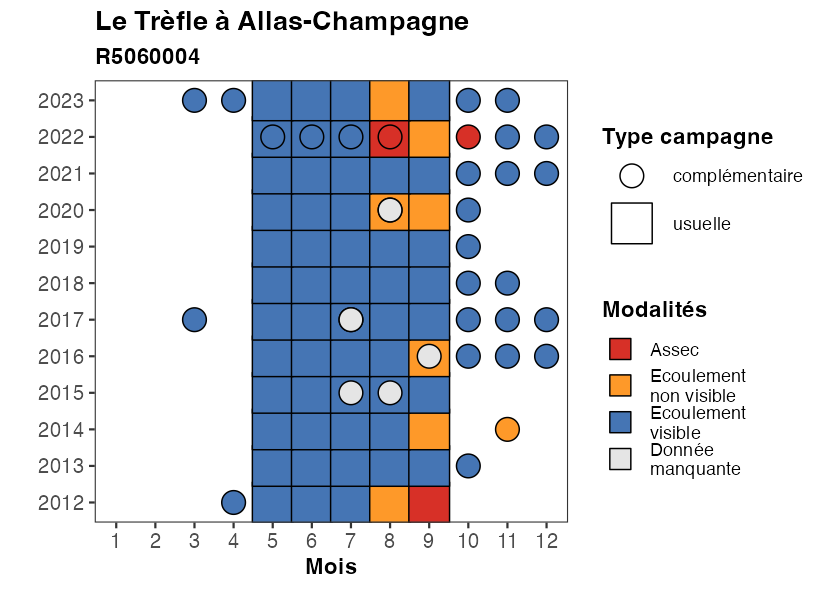 Le Trèfle à Allas-Champagne
R5060004
2023
2022
2021
2020
2019
2018
2017
2016
2015
2014
2013
2012
1 2 3 4 5 6 7 8 9 10 11 12
Mois
Type campagne
complémentaire
usuelle
Modalités
Assec
Ecoulement
non visible
Ecoulement
visible
Donnée
manquante